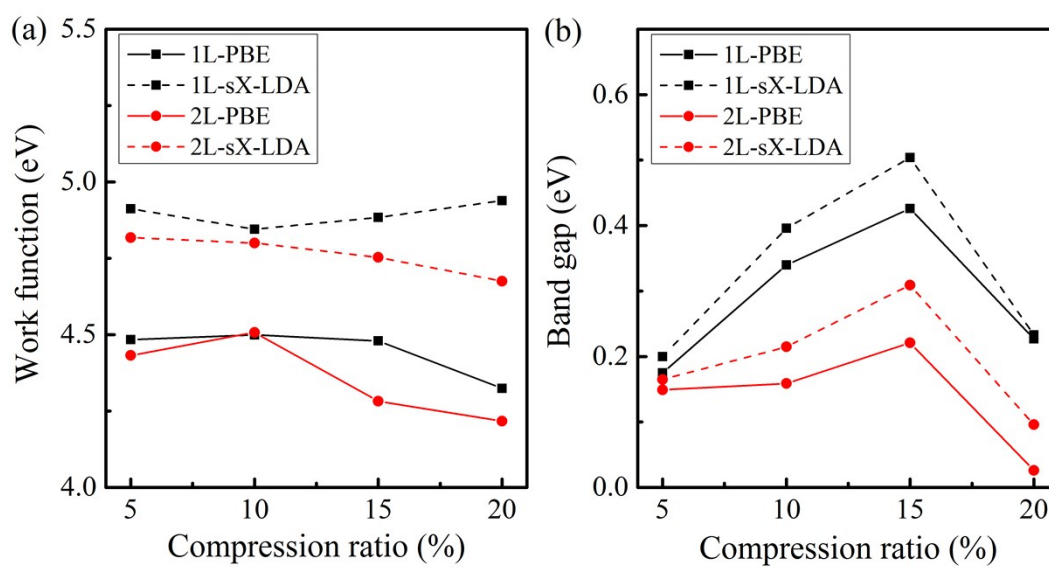 (a)
5.5
5.0
4.5
4.0
Work function (eV)
1L-PBE
1L-sX-LDA
2L-PBE
2L-sX-LDA
5 10 15 20
Compression ratio (%)
(b)
0.6
0.4
0.2
0.0
Band gap (eV)
1L-PBE
1L-sX-LDA
2L-PBE
2L-sX-LDA
5 10 15 20
Compression ratio (%)